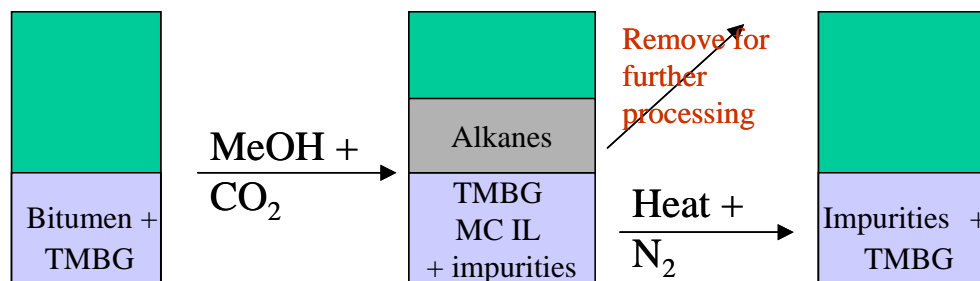 Bitumen +
TMBG
MeOH +
CO₂
Alkanes
TMBG
MC IL
+ impurities
Remove for
further
processing
Heat +
N₂
Impurities +
TMBG